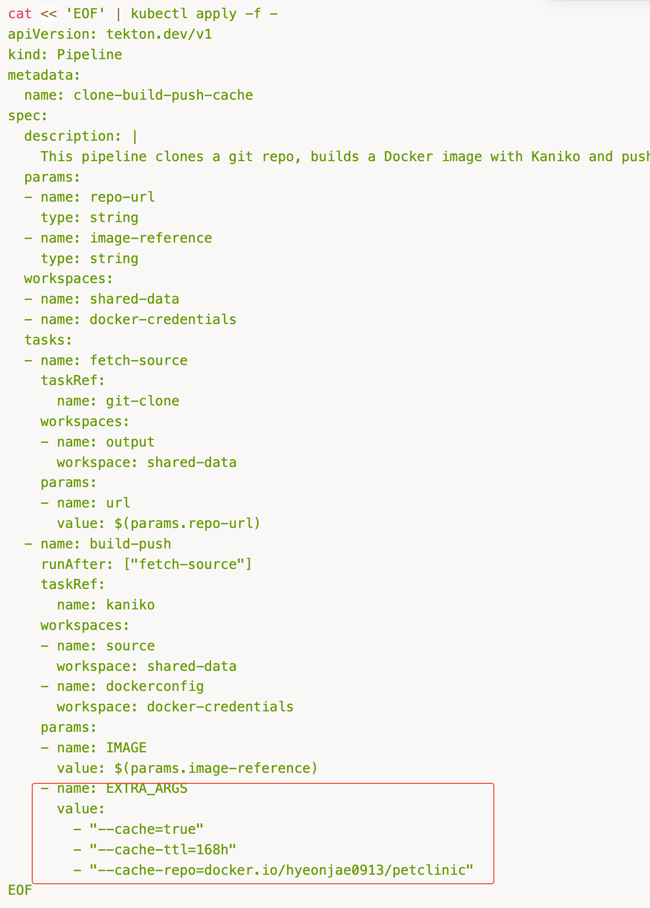 cat << 'EOF' | kubectl apply -f -
apiVersion: tekton.dev/v1
kind: Pipeline
metadata:
  name: clone-build-push-cache
spec:
  description: |
    This pipeline clones a git repo, builds a Docker image with Kaniko and push
  params:
  - name: repo-url
    type: string
  - name: image-reference
    type: string
  workspaces:
  - name: shared-data
  - name: docker-credentials
  tasks:
  - name: fetch-source
    taskRef:
      name: git-clone
    workspaces:
    - name: output
      workspace: shared-data
    params:
    - name: url
      value: $(params.repo-url)
  - name: build-push
    runAfter: ["fetch-source"]
    taskRef:
      name: kaniko
    workspaces:
    - name: source
      workspace: shared-data
    - name: dockerconfig
      workspace: docker-credentials
    params:
    - name: IMAGE
      value: $(params.image-reference)
    - name: EXTRA_ARGS
      value:
        - "--cache=true"
        - "--cache-ttl=168h"
        - "--cache-repo=docker.io/hyeonjae0913/petclinic"
EOF